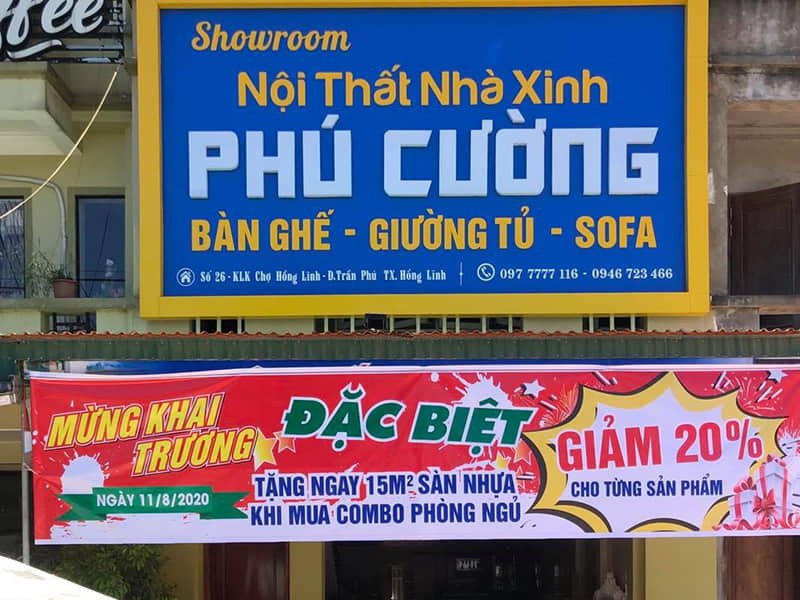 ffee
Showroom
Nội Thất Nhà Xinh
PHÚ CƯỜNG
BÀN GHẾ - GIƯỜNG TỦ - SOFA
Số 26 - KLK Chợ Hồng Lĩnh - Đ.Trần Phú TX. Hồng Lĩnh
097 7777 116 - 0946 723 466
MỪNG KHAI
TRƯƠNG
NGÀY 11/8/2020
ĐẶC BIỆT
TẶNG NGAY 15M² SÀN NHỰA
KHI MUA COMBO PHÒNG NGỦ
GIẢM 20%
CHO TỪNG SẢN PHẨM